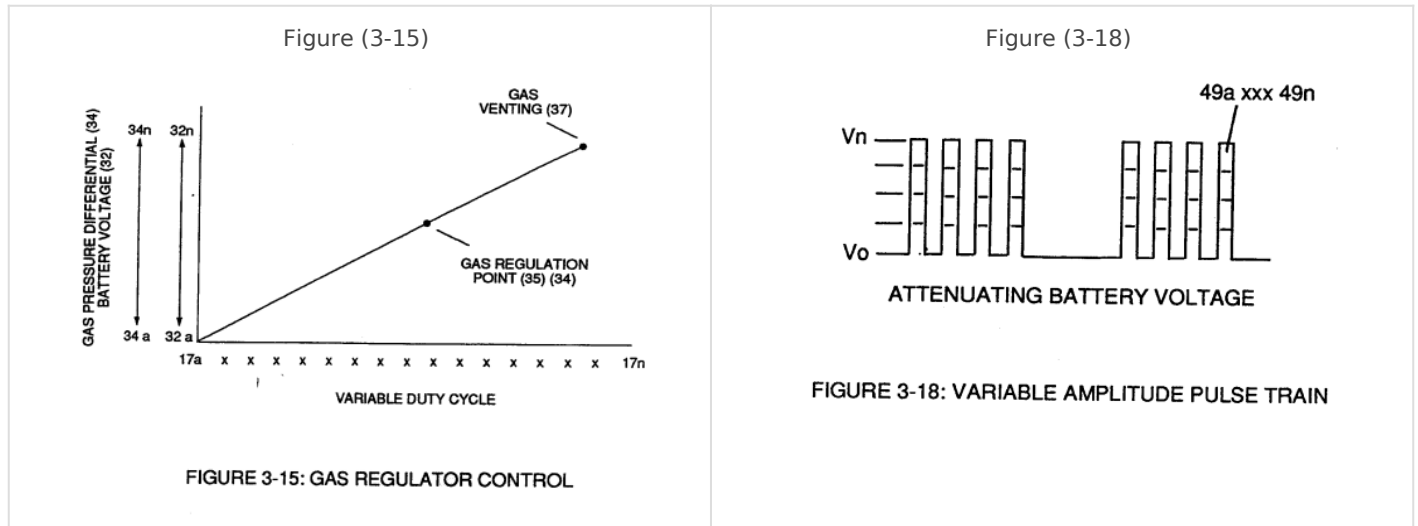 Figure (3-15)
GAS
VENTING (37)
GAS PRESSURE DIFFERENTIAL (34)
BATTERY VOLTAGE (32)
34n 32n
GAS REGULATION
POINT (35) (34)
34 a 32 a
17a x x x x x x x x x x x x x x x 17n
VARIABLE DUTY CYCLE
FIGURE 3-15: GAS REGULATOR CONTROL
Figure (3-18)
49a xxx 49n
Vn
Vo
ATTENUATING BATTERY VOLTAGE
FIGURE 3-18: VARIABLE AMPLITUDE PULSE TRAIN